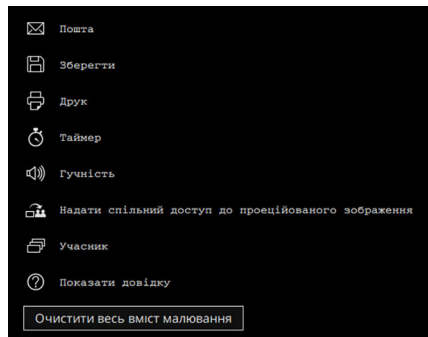 Пошта
Зберегти
Друк
Таймер
Гучність
Надати спільний доступ до проеційованого зображення
Учасник
Показати довідку
Очистити весь вміст малювання